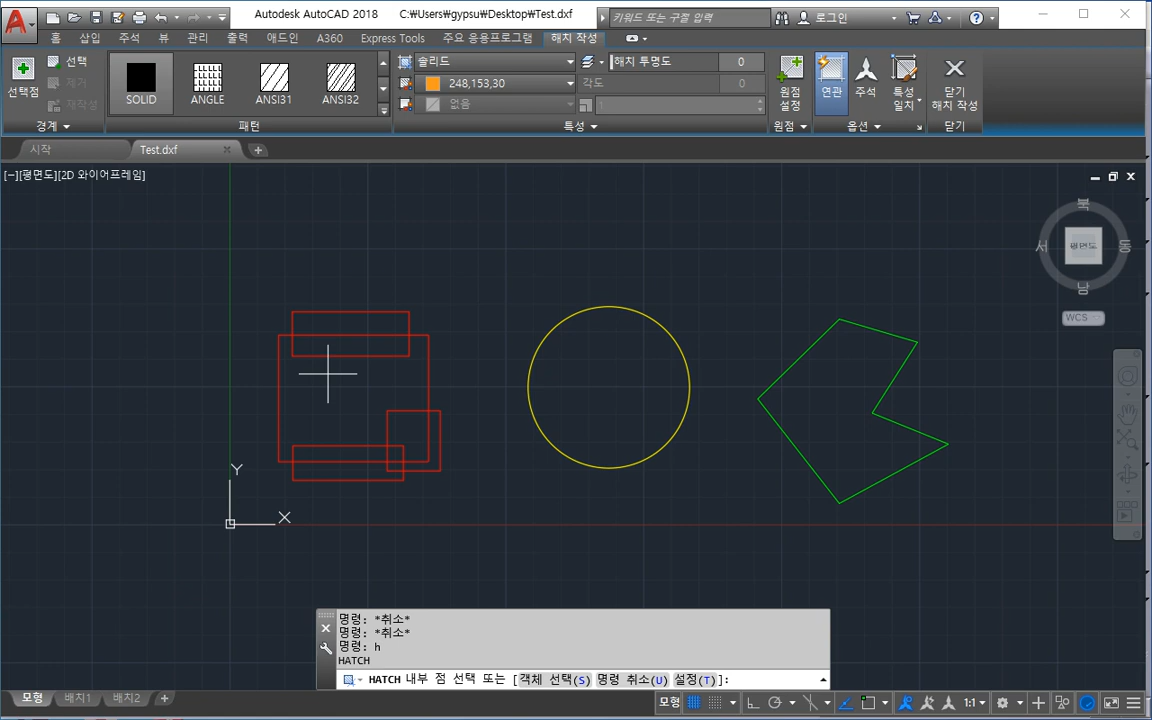 Autodesk AutoCAD 2018 C:₩Users₩gypsu₩Desktop₩Test.dxf
키워드 또는 구절 입력
로그인
홈 삽입 주석 뷰 관리 출력 애드인 A360 Express Tools 주요 응용프로그램 해치 작성
선택점
선택
제거
재작성
경계
SOLID
ANGLE
ANSI31
ANSI32
패턴
솔리드
248,153,30
없음
해치 투명도 0
각도 0
1
특성
원점
설정
원점
연관
주석
특성
일치
옵션
닫기
해치 작성
닫기
시작 Test.dxf
[−][평면도][2D 와이어프레임]
북
서 평면도 동
남
WCS
Y
X
명령: *취소*
명령: *취소*
명령: h
HATCH
HATCH 내부 점 선택 또는 [객체 선택(S) 명령 취소(U) 설정(T)]:
모형 배치1 배치2
모형 1:1